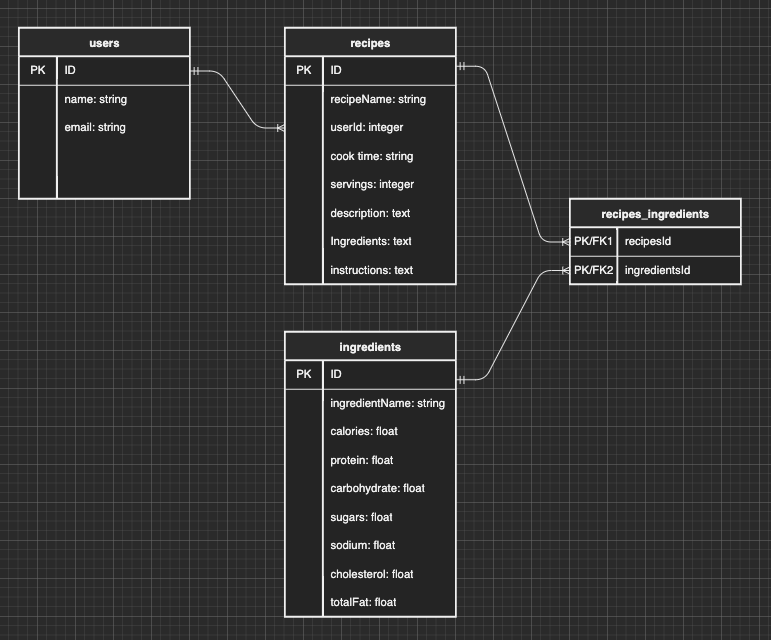 users
PK ID
name: string
email: string
recipes
PK ID
recipeName: string
userId: integer
cook time: string
servings: integer
description: text
Ingredients: text
instructions: text
recipes_ingredients
PK/FK1 recipesId
PK/FK2 ingredientsId
ingredients
PK ID
ingredientName: string
calories: float
protein: float
carbohydrate: float
sugars: float
sodium: float
cholesterol: float
totalFat: float